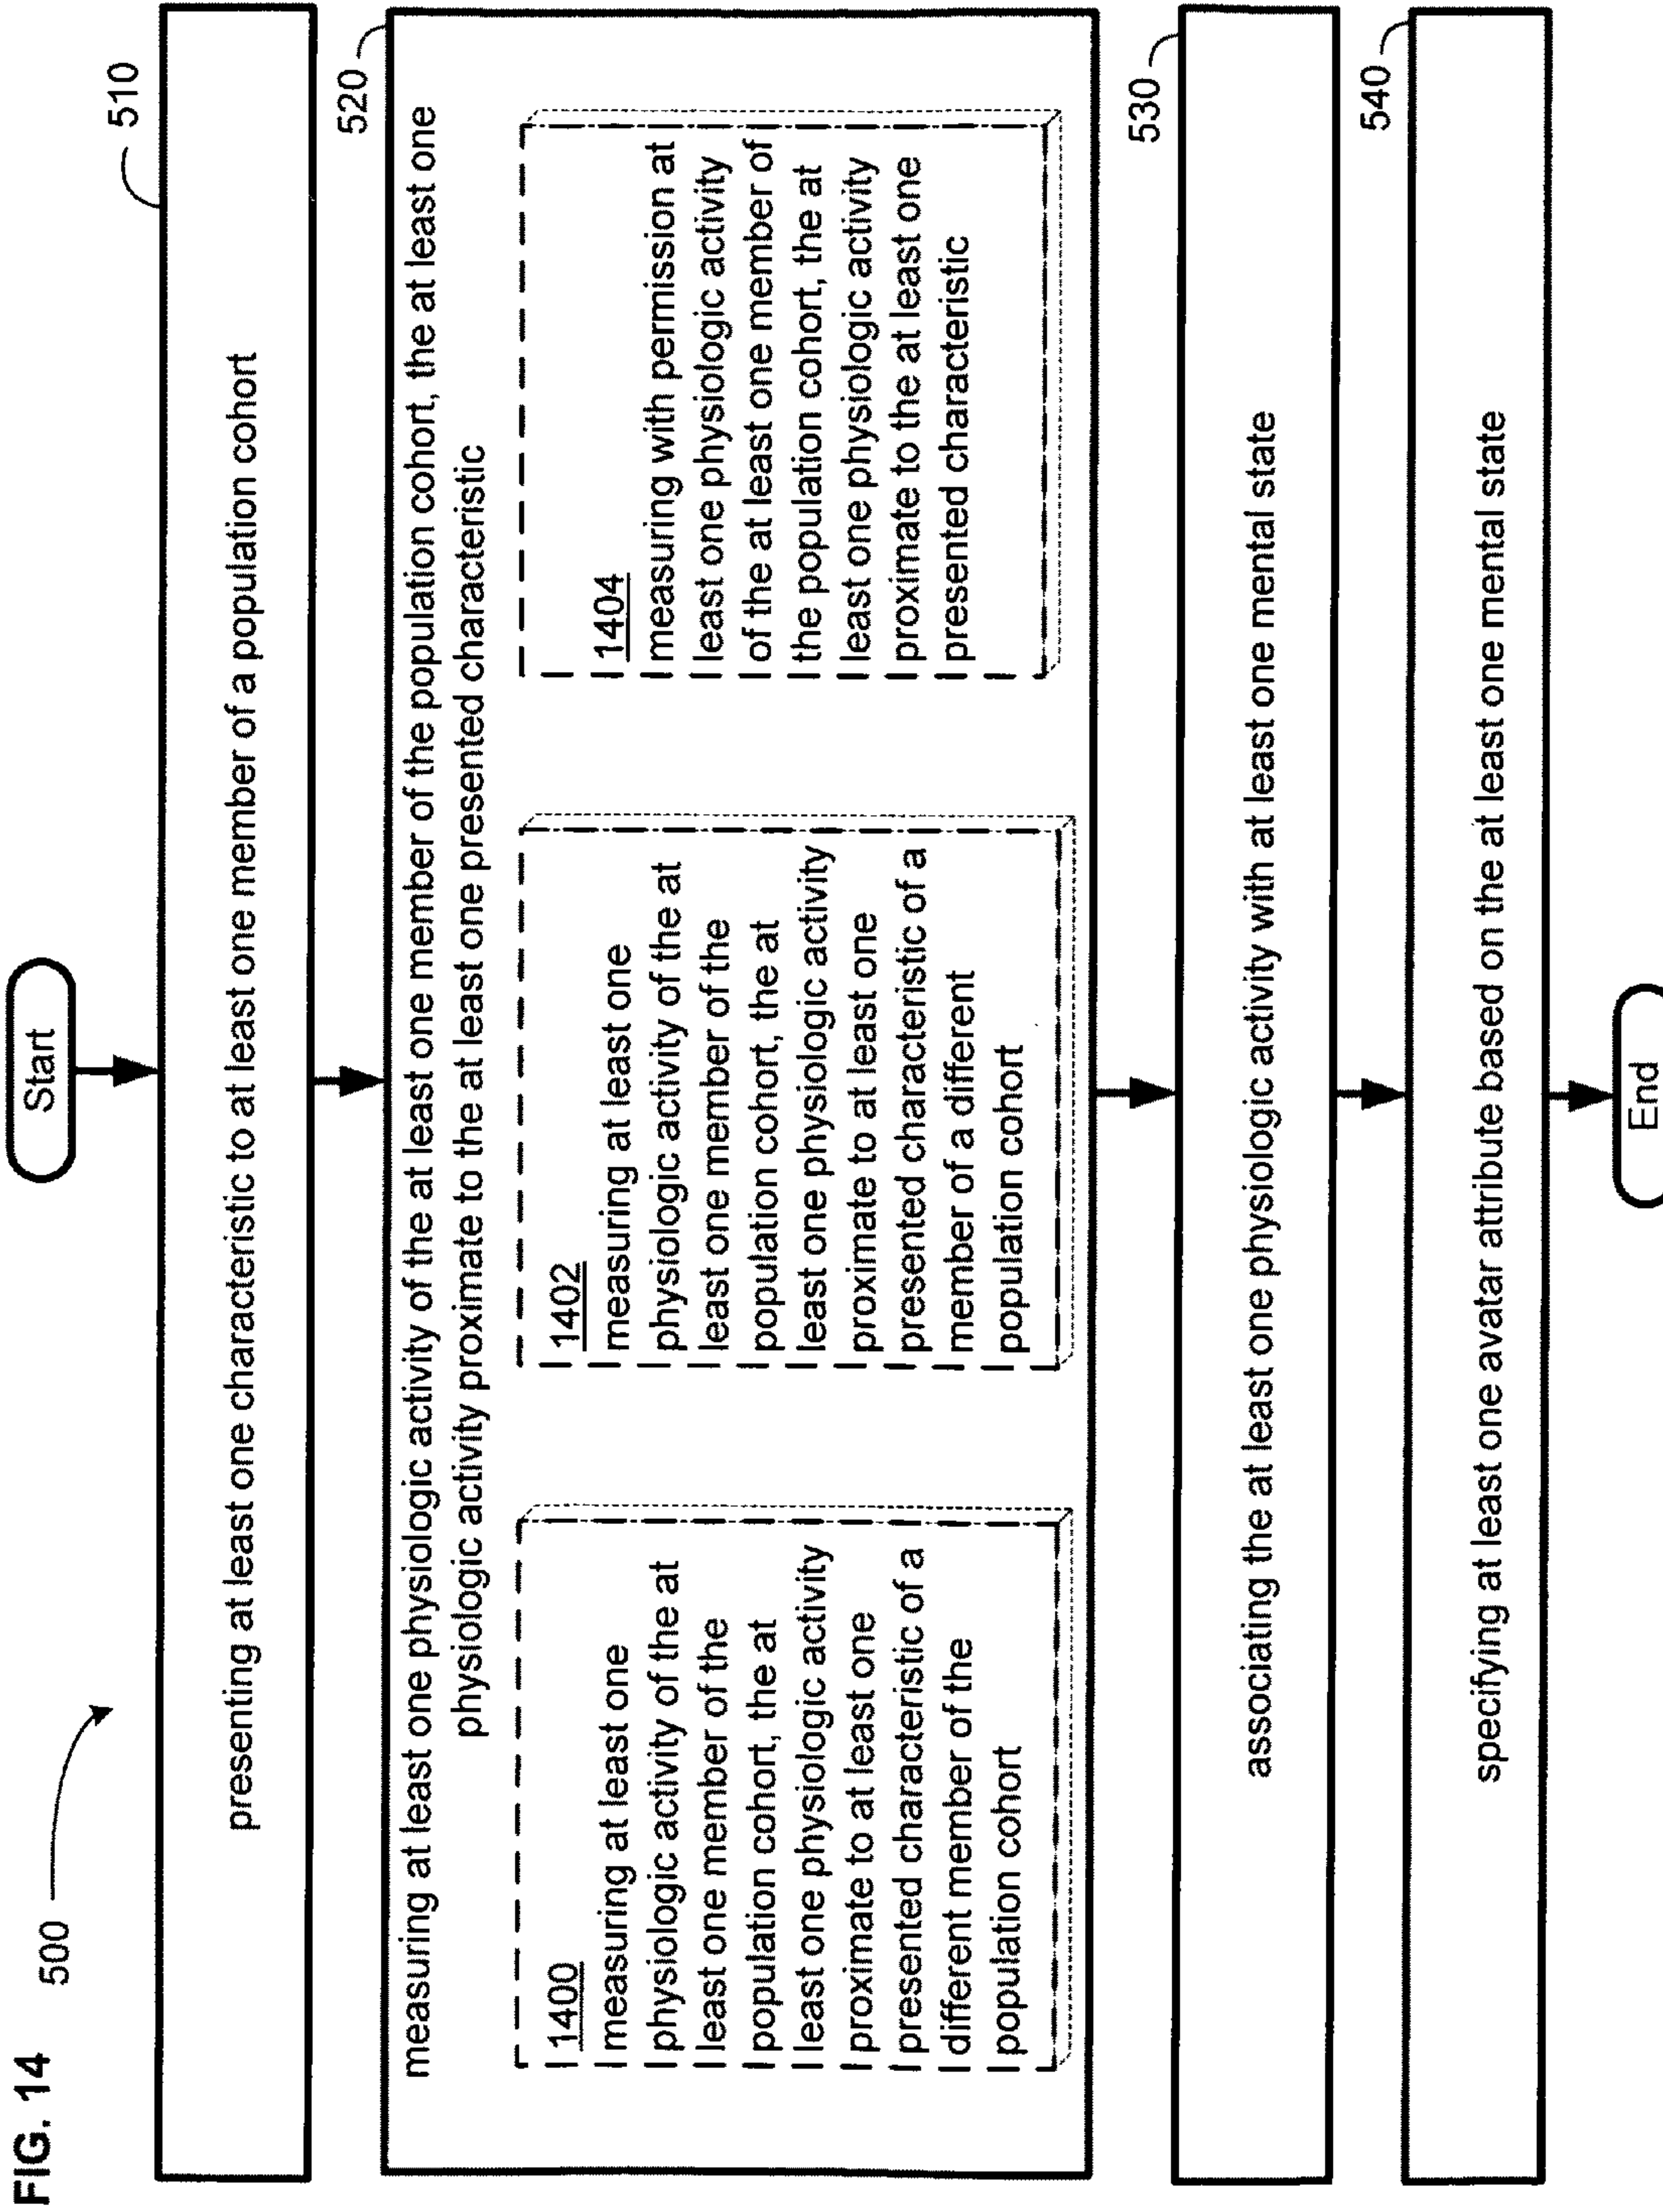 FIG. 14
500
Start
510
presenting at least one characteristic to at least one member of a population cohort
520
measuring at least one physiologic activity of the at least one member of the population cohort, the at least one
physiologic activity proximate to the at least one presented characteristic
1400
measuring at least one
physiologic activity of the at
least one member of the
population cohort, the at
least one physiologic activity
proximate to at least one
presented characteristic of a
different member of the
population cohort
1402
measuring at least one
physiologic activity of the at
least one member of the
population cohort, the at
least one physiologic activity
proximate to at least one
presented characteristic of a
member of a different
population cohort
1404
measuring with permission at
least one physiologic activity
of the at least one member of
the population cohort, the at
least one physiologic activity
proximate to the at least one
presented characteristic
530
associating the at least one physiologic activity with at least one mental state
540
specifying at least one avatar attribute based on the at least one mental state
End